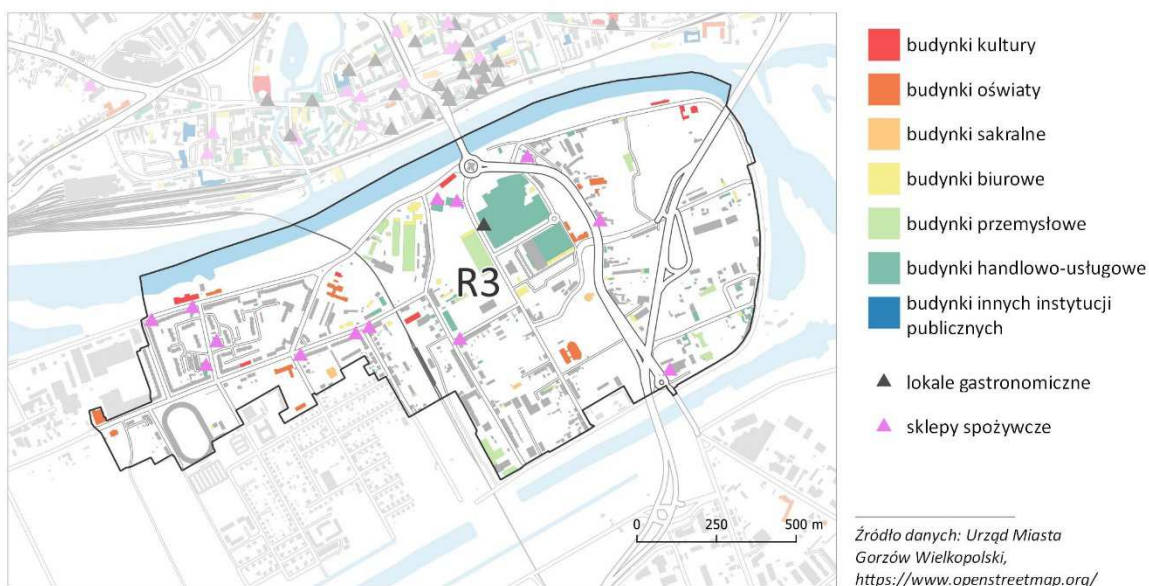 budynki kultury
budynki oświaty
budynki sakralne
budynki biurowe
budynki przemysłowe
budynki handlowo-usługowe
budynki innych instytucji
publicznych
lokale gastronomiczne
sklepy spożywcze
R3
0 250 500 m
Źródło danych: Urząd Miasta
Gorzów Wielkopolski,
https://www.openstreetmap.org/